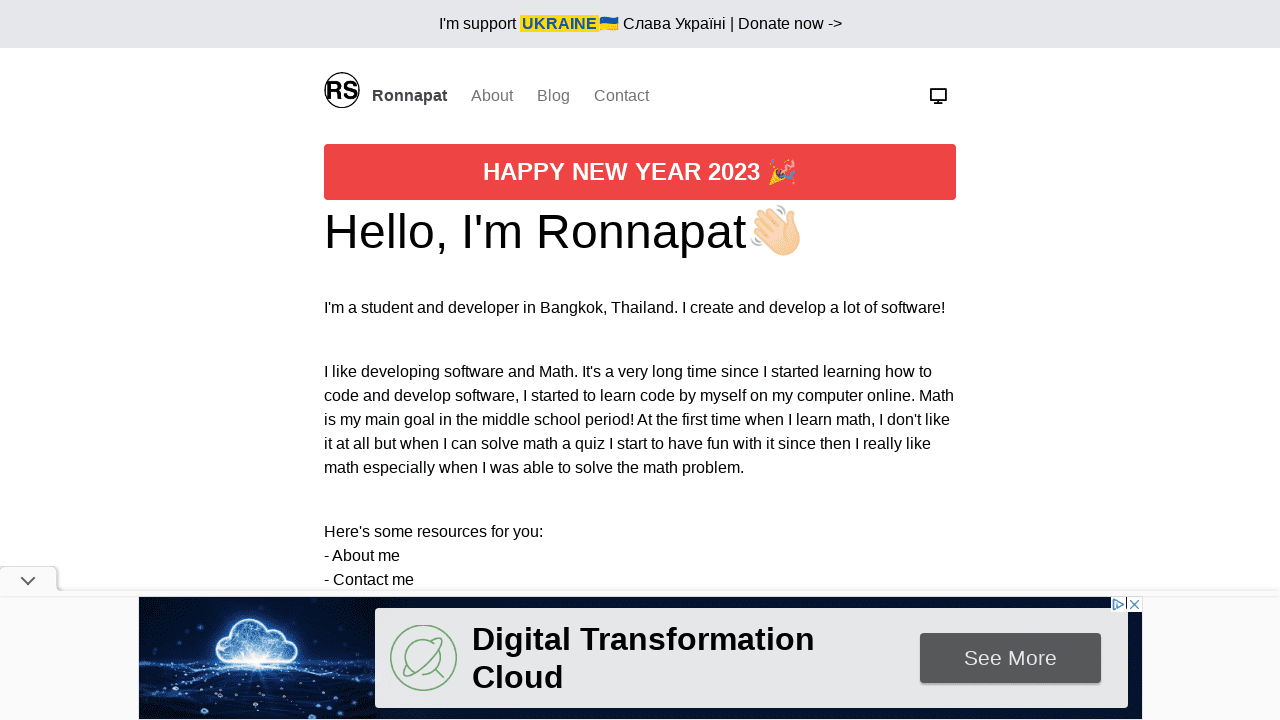 I'm support UKRAINE🇺🇦 Слава Україні | Donate now ->
RS Ronnapat About Blog Contact
HAPPY NEW YEAR 2023 🎉
Hello, I'm Ronnapat👋🏻
I'm a student and developer in Bangkok, Thailand. I create and develop a lot of software!
I like developing software and Math. It's a very long time since I started learning how to
code and develop software, I started to learn code by myself on my computer online. Math
is my main goal in the middle school period! At the first time when I learn math, I don't like
it at all but when I can solve math a quiz I start to have fun with it since then I really like
math especially when I was able to solve the math problem.
Here's some resources for you:
- About me
- Contact me
Digital Transformation
Cloud
See More